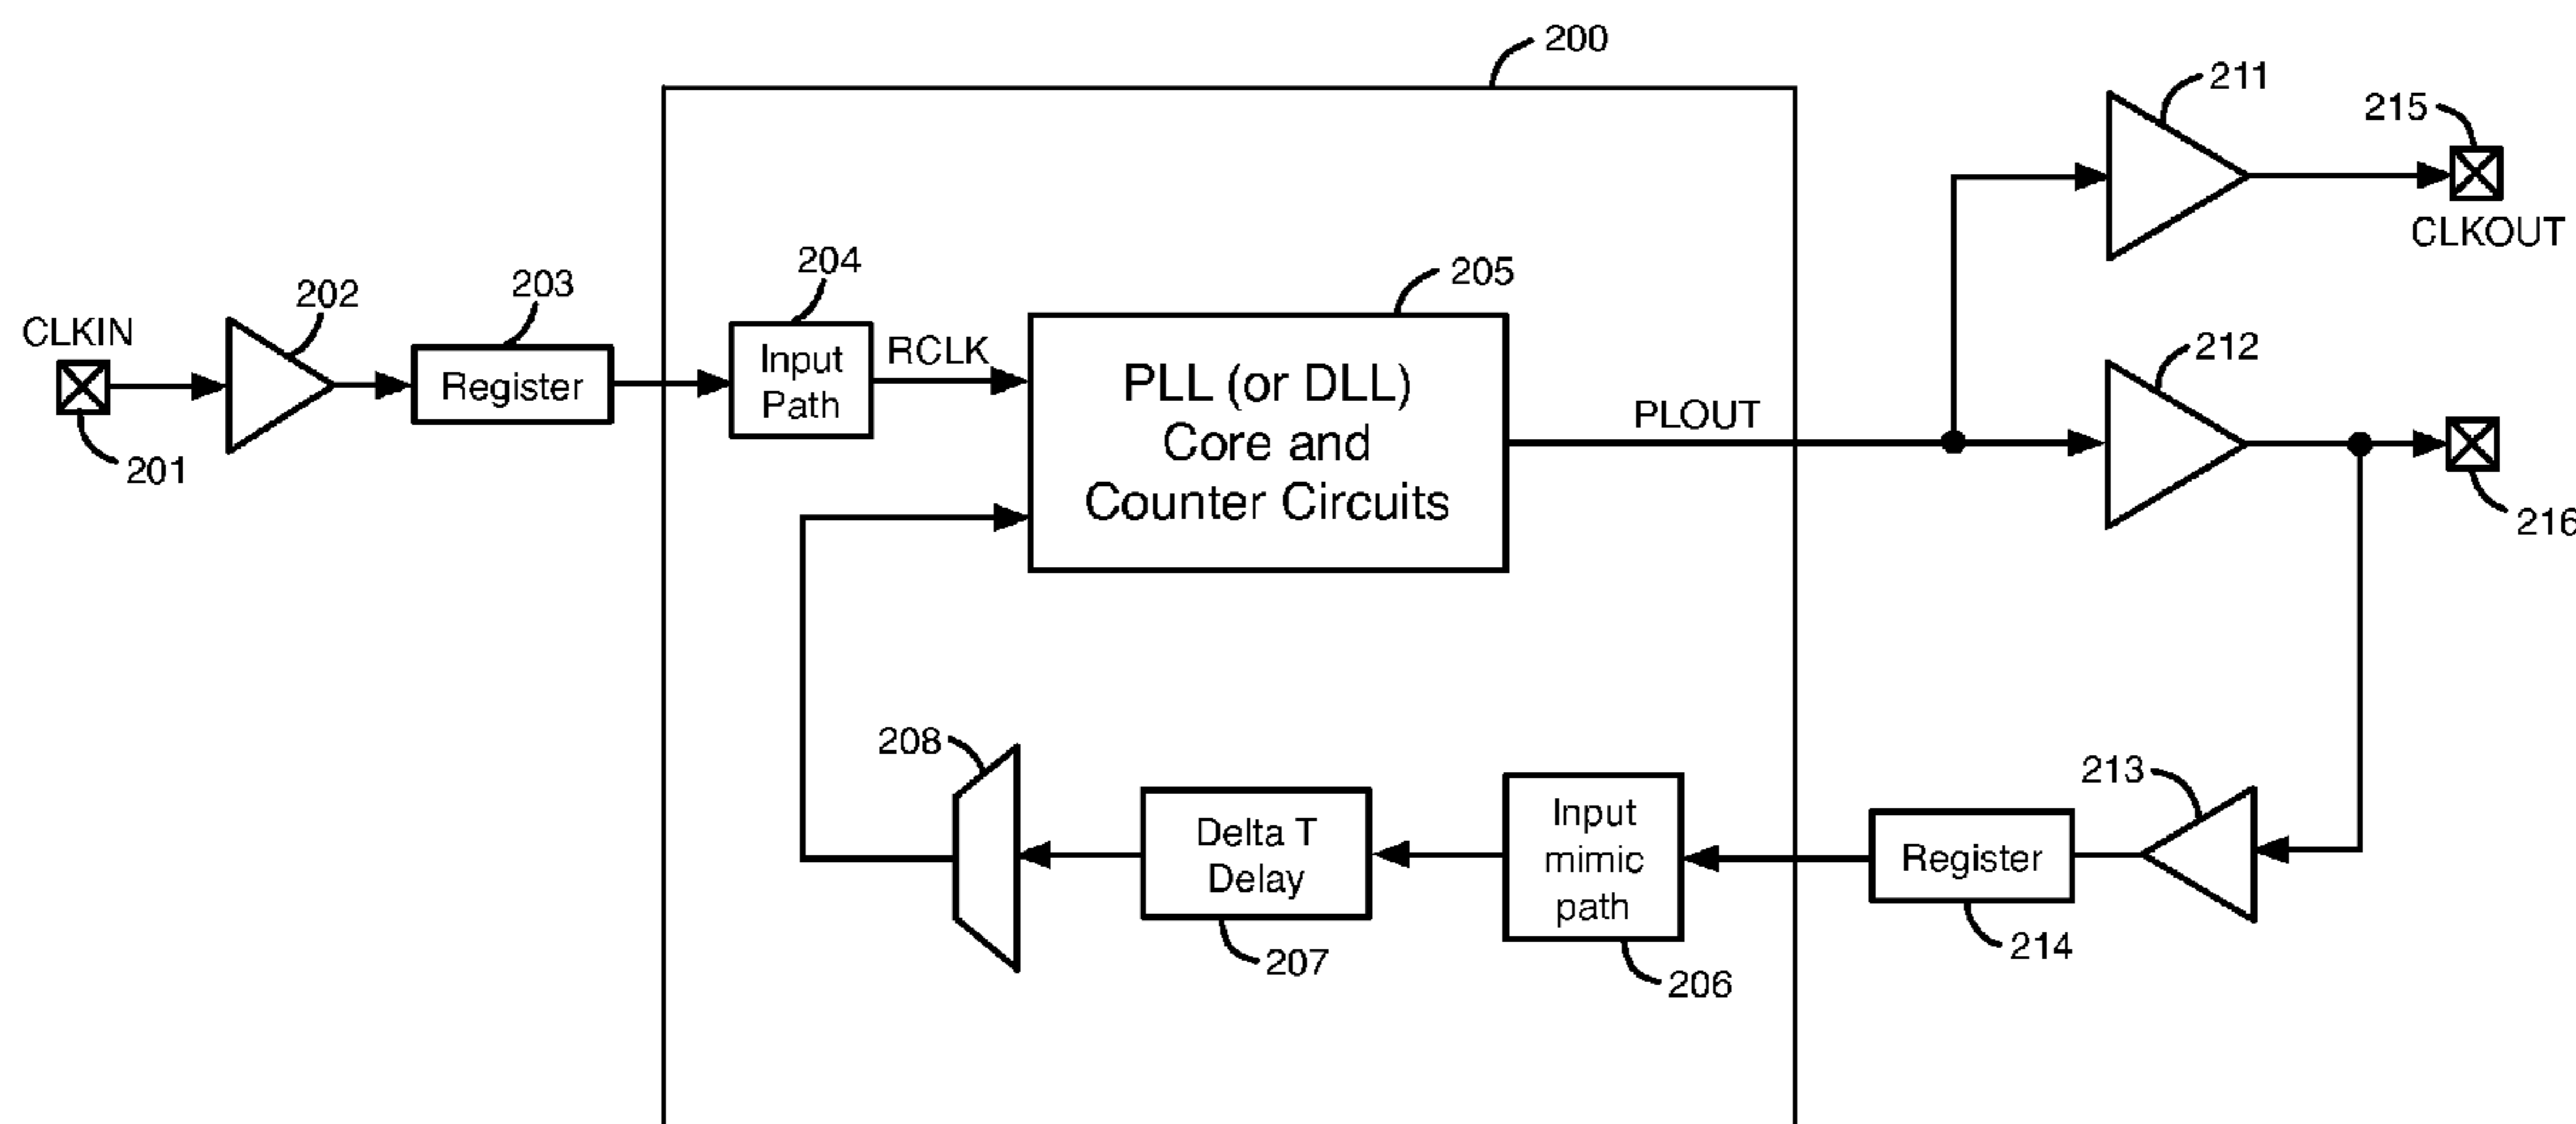 200
211
215
CLKOUT
204
203
202
CLKIN
201
Register
Input
Path
RCLK
205
PLL (or DLL)
Core and
Counter Circuits
PLOUT
212
216
208
Delta T
Delay
207
Input
mimic
path
206
Register
214
213